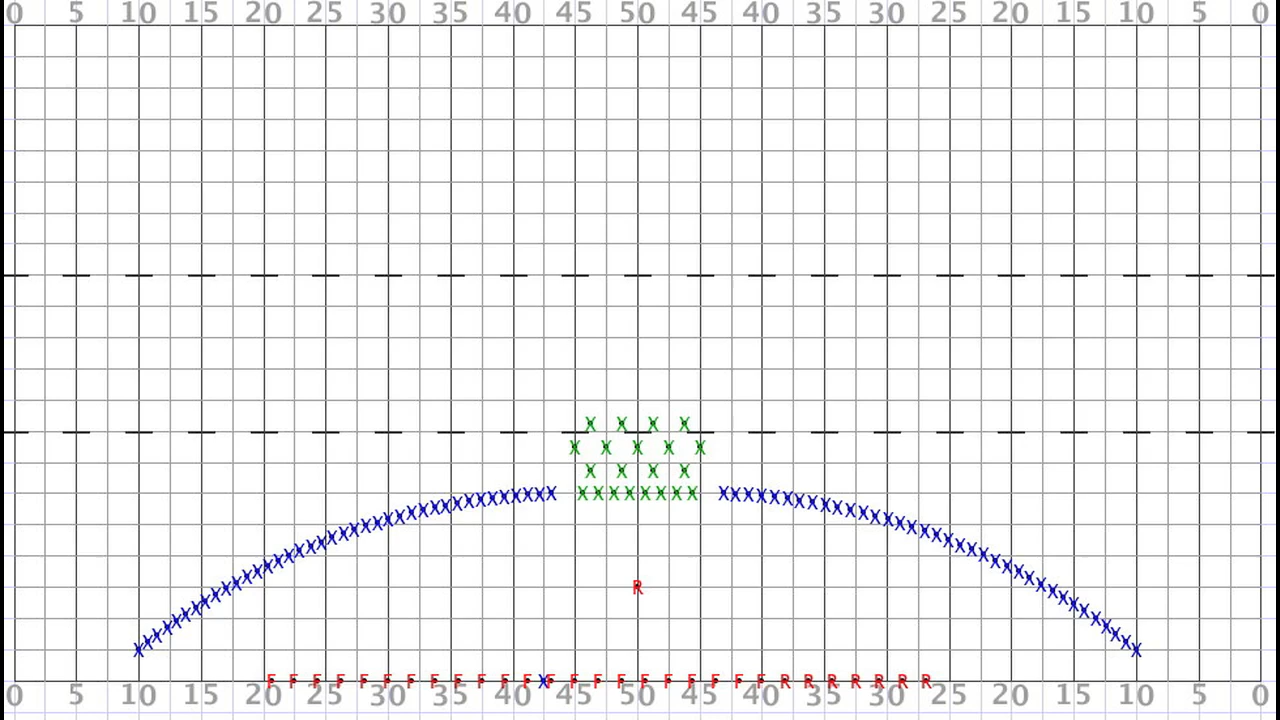 0 5 10 15 20 25 30 35 40 45 50 45 40 35 30 25 20 15 10 5 0
X X X X
X X X X X
X X X X
X X X X X X X X
R
F F F F F F F F F F F F X F F F F F F F F F F R R R R R R R
0 5 10 15 20 25 30 35 40 45 50 45 40 35 30 25 20 15 10 5 0